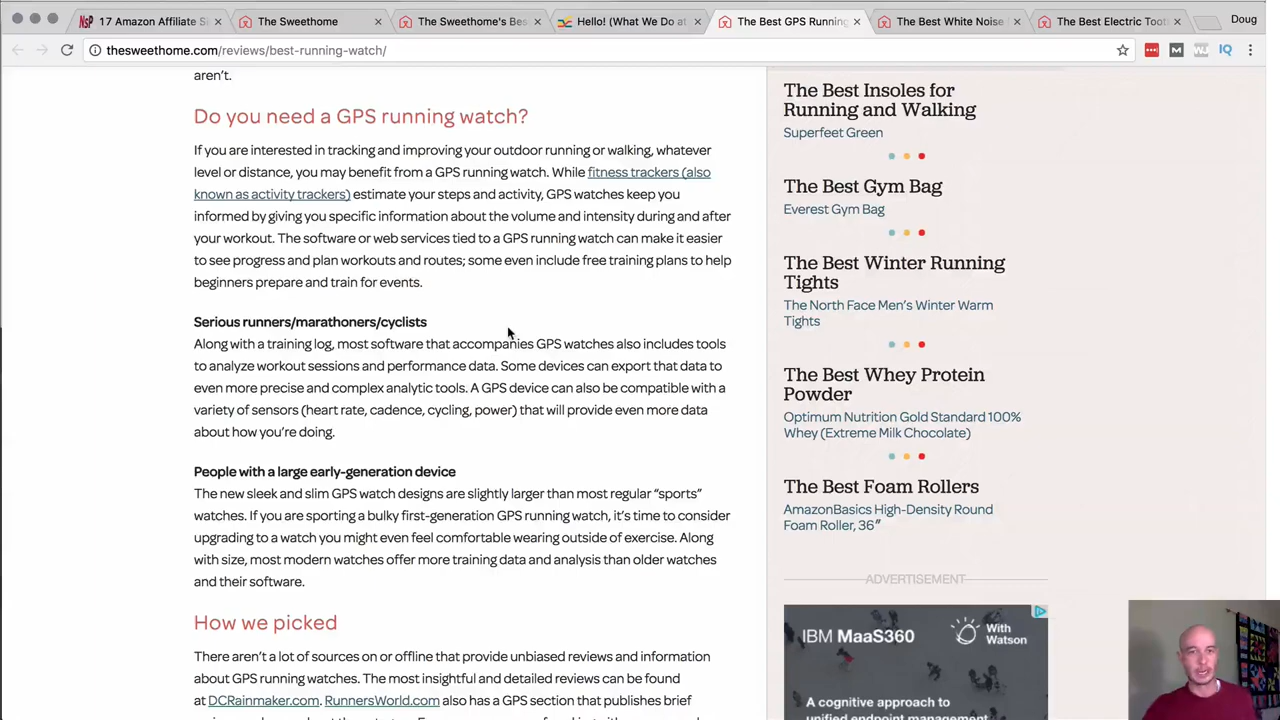 17 Amazon Affiliate Si
The Sweethome
The Sweethome's Bes
Hello! (What We Do at
The Best GPS Running
The Best White Noise
The Best Electric Toot
Doug
thesweethome.com/reviews/best-running-watch/
aren't.
Do you need a GPS running watch?
If you are interested in tracking and improving your outdoor running or walking, whatever
level or distance, you may benefit from a GPS running watch. While fitness trackers (also
known as activity trackers) estimate your steps and activity, GPS watches keep you
informed by giving you specific information about the volume and intensity during and after
your workout. The software or web services tied to a GPS running watch can make it easier
to see progress and plan workouts and routes; some even include free training plans to help
beginners prepare and train for events.
Serious runners/marathoners/cyclists
Along with a training log, most software that accompanies GPS watches also includes tools
to analyze workout sessions and performance data. Some devices can export that data to
even more precise and complex analytic tools. A GPS device can also be compatible with a
variety of sensors (heart rate, cadence, cycling, power) that will provide even more data
about how you're doing.
People with a large early-generation device
The new sleek and slim GPS watch designs are slightly larger than most regular “sports”
watches. If you are sporting a bulky first-generation GPS running watch, it's time to consider
upgrading to a watch you might even feel comfortable wearing outside of exercise. Along
with size, most modern watches offer more training data and analysis than older watches
and their software.
How we picked
There aren't a lot of sources on or offline that provide unbiased reviews and information
about GPS running watches. The most insightful and detailed reviews can be found
at DCRainmaker.com. RunnersWorld.com also has a GPS section that publishes brief
The Best Insoles for
Running and Walking
Superfeet Green
The Best Gym Bag
Everest Gym Bag
The Best Winter Running
Tights
The North Face Men's Winter Warm
Tights
The Best Whey Protein
Powder
Optimum Nutrition Gold Standard 100%
Whey (Extreme Milk Chocolate)
The Best Foam Rollers
AmazonBasics High-Density Round
Foam Roller, 36″
ADVERTISEMENT
IBM MaaS360
With
Watson
A cognitive approach to
unified endpoint management